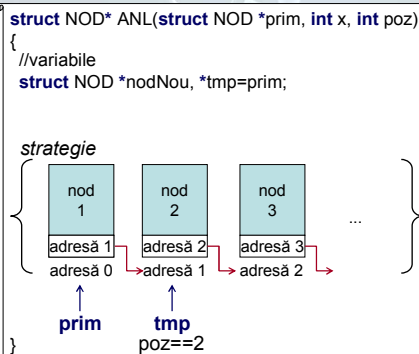 struct NOD* ANL(struct NOD *prim, int x, int poz)
{
//variabile
struct NOD *nodNou, *tmp=prim;
strategie
nod nod nod
1 2 3
...
adresă 1 adresă 2 adresă 3
adresă 0 adresă 1 adresă 2
prim tmp
poz==2
}